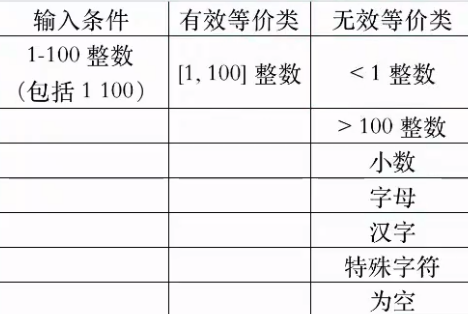 输入条件 有效等价类 无效等价类
1-100 整数
（包括 1 100） [1, 100] 整数 < 1 整数
> 100 整数
小数
字母
汉字
特殊字符
为空